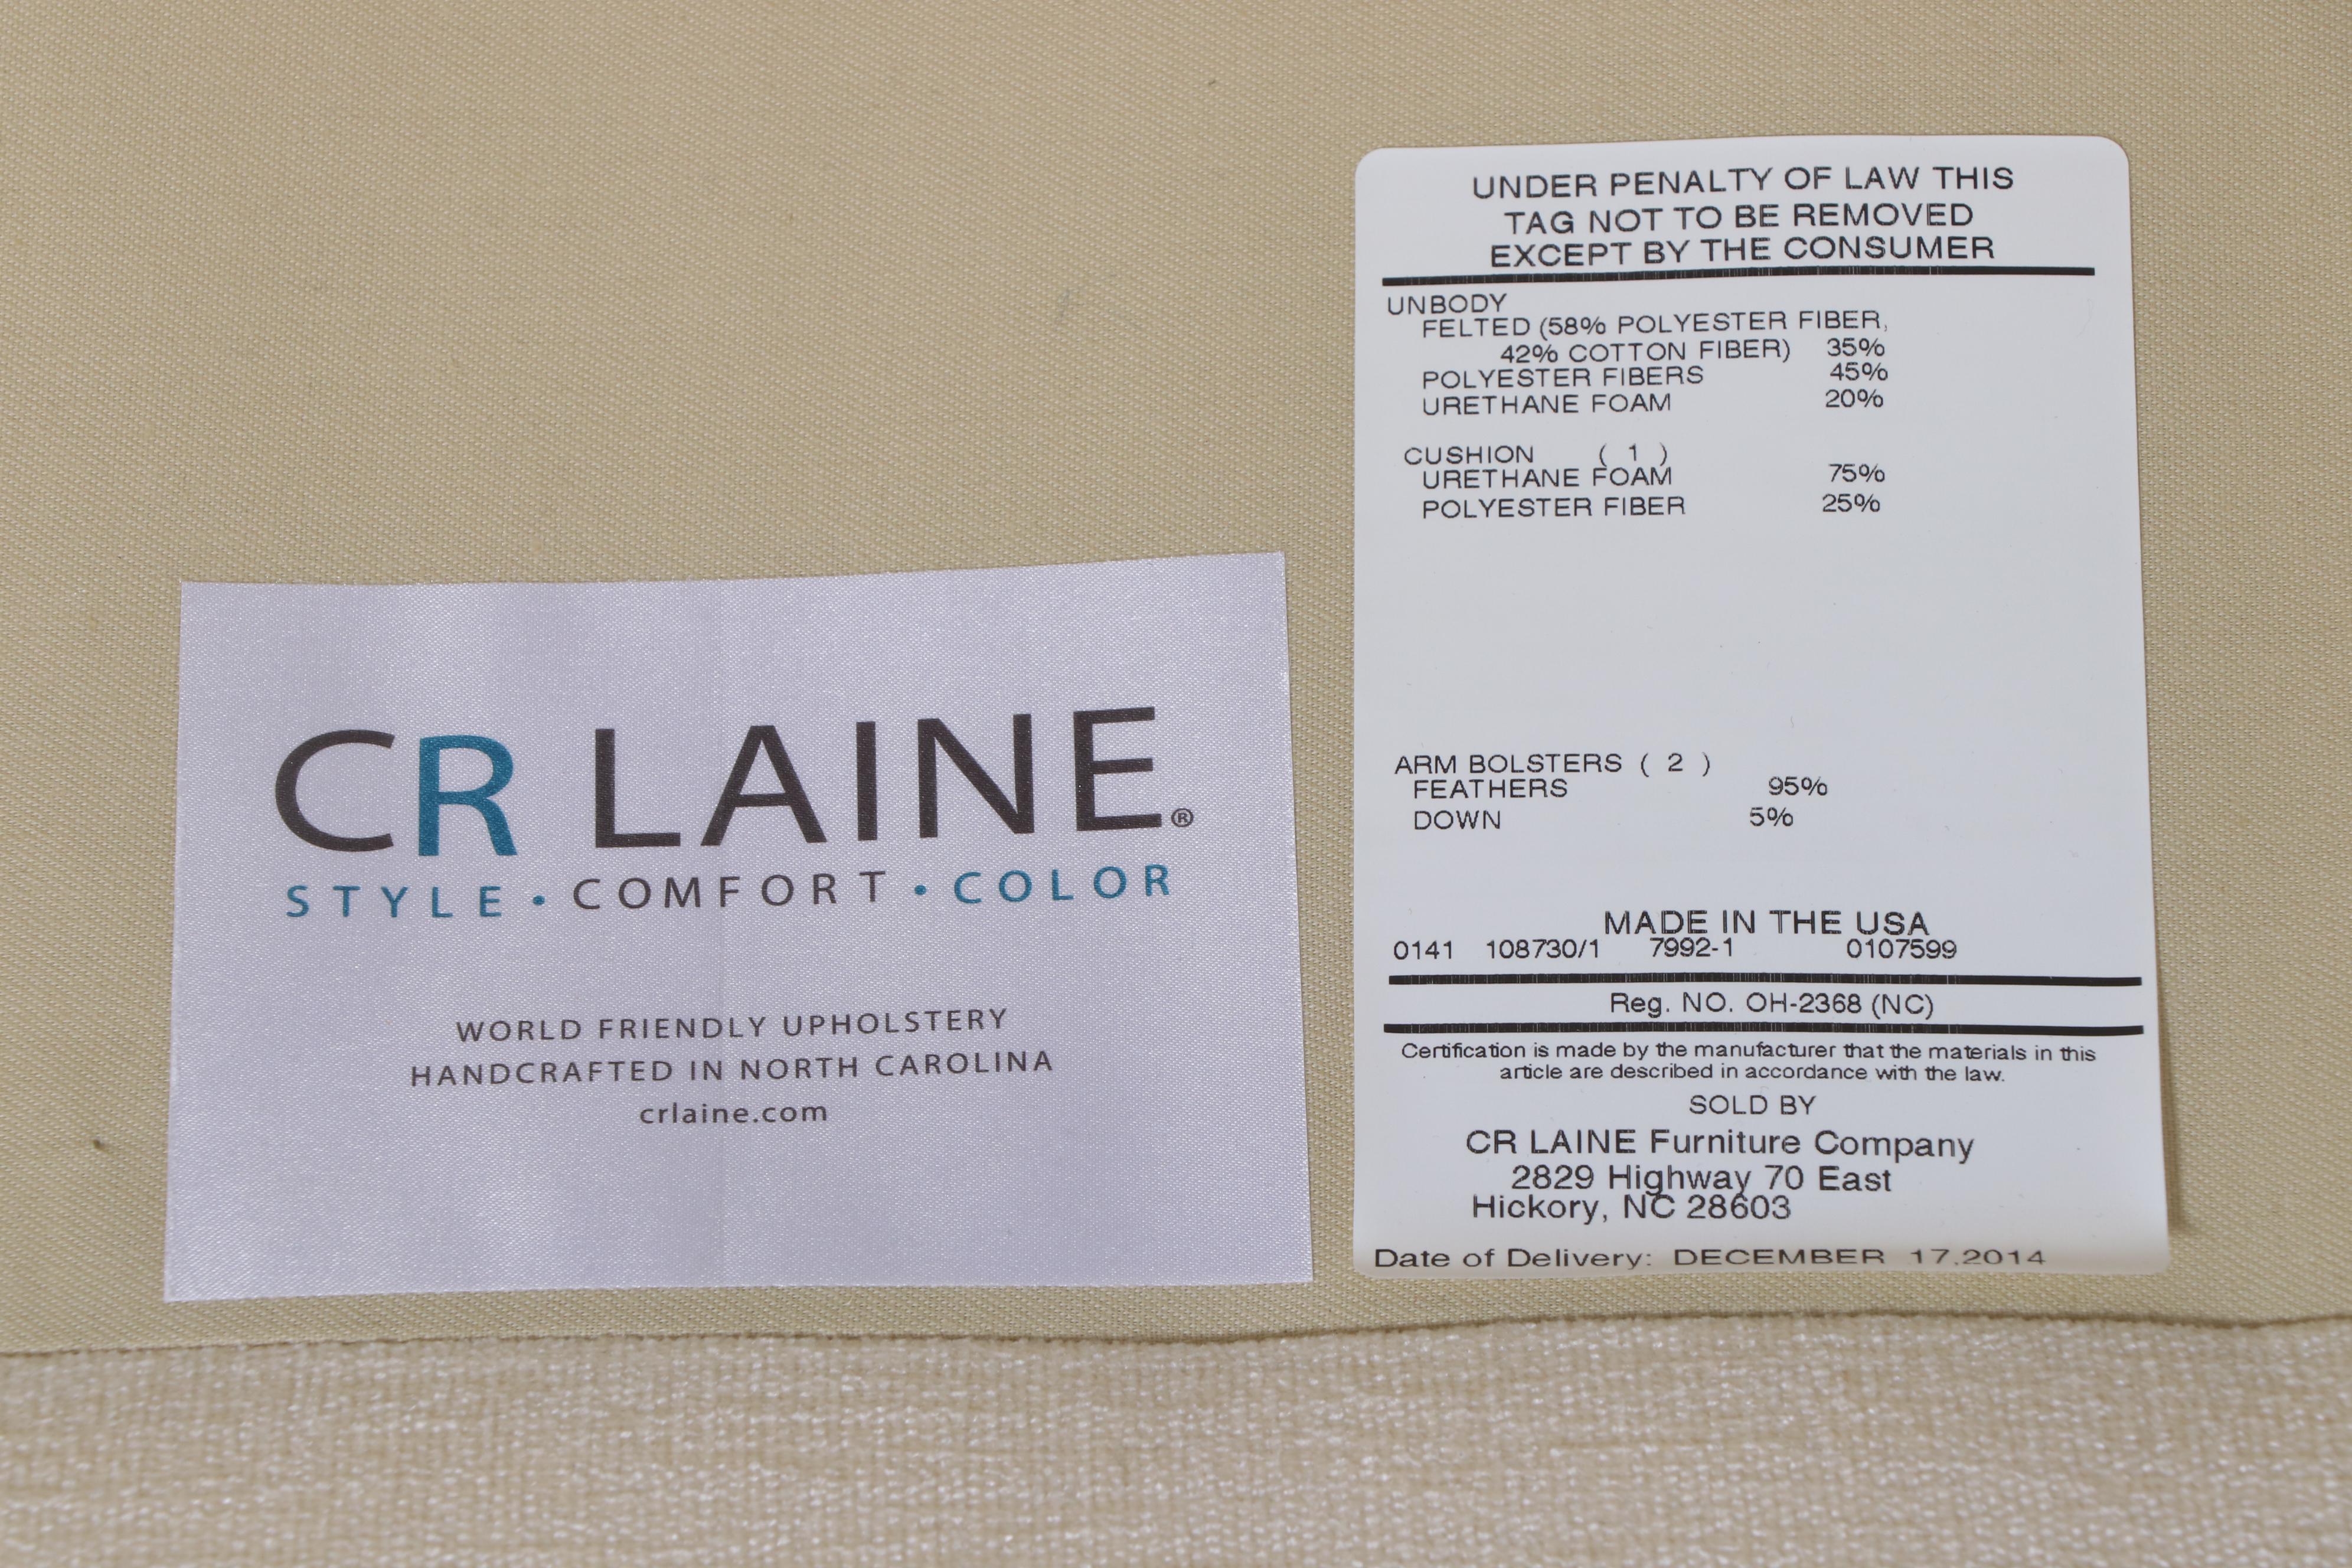 CR LAINE®
STYLE • COMFORT • COLOR
WORLD FRIENDLY UPHOLSTERY
HANDCRAFTED IN NORTH CAROLINA
crlaine.com
UNDER PENALTY OF LAW THIS
TAG NOT TO BE REMOVED
EXCEPT BY THE CONSUMER
UNBODY
FELTED (58% POLYESTER FIBER,
42% COTTON FIBER) 35%
POLYESTER FIBERS 45%
URETHANE FOAM 20%
CUSHION ( 1 )
URETHANE FOAM 75%
POLYESTER FIBER 25%
ARM BOLSTERS ( 2 )
FEATHERS 95%
DOWN 5%
MADE IN THE USA
0141 108730/1 7992-1 0107599
Reg. NO. OH-2368 (NC)
Certification is made by the manufacturer that the materials in this
article are described in accordance with the law.
SOLD BY
CR LAINE Furniture Company
2829 Highway 70 East
Hickory, NC 28603
Date of Delivery: DECEMBER 17,2014